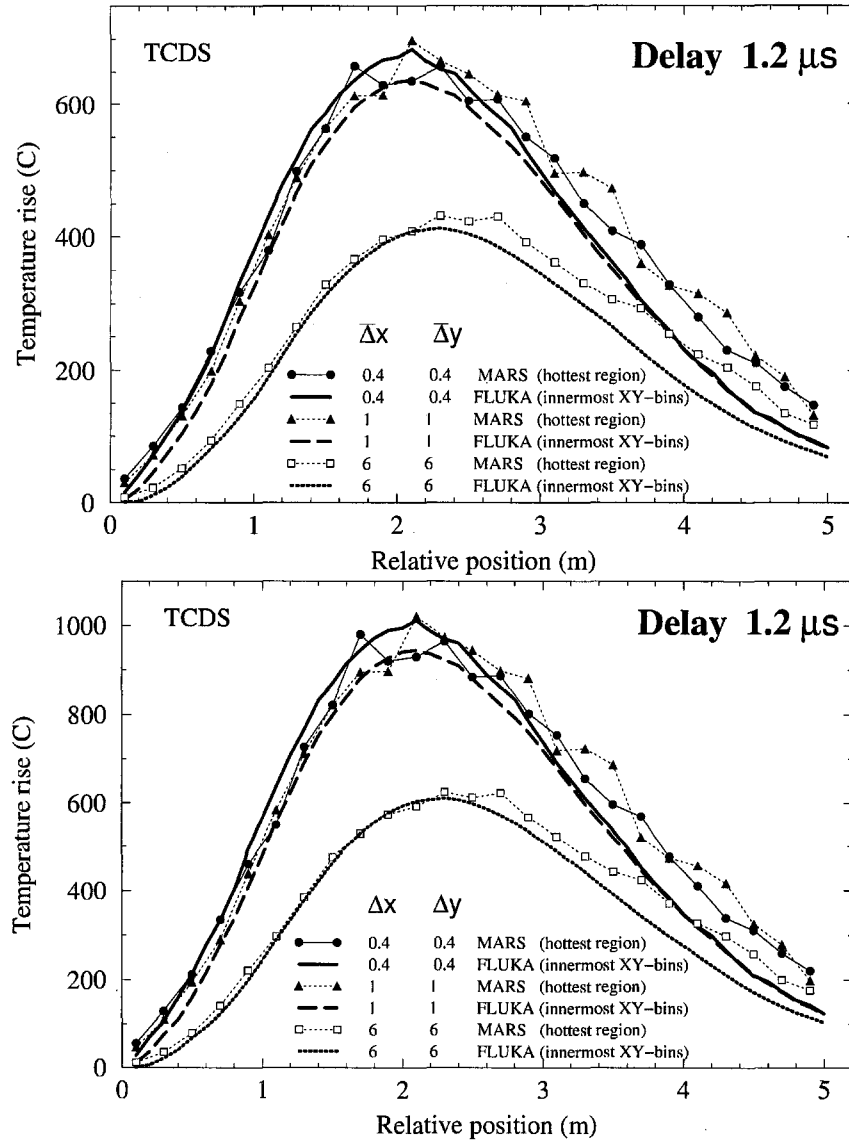 TCDS
Delay 1.2 μs
Temperature rise (C)
600
400
200
0
Δ̄x Δ̄y
0.4 0.4 MARS (hottest region)
0.4 0.4 FLUKA (innermost XY-bins)
1 1 MARS (hottest region)
1 1 FLUKA (innermost XY-bins)
6 6 MARS (hottest region)
6 6 FLUKA (innermost XY-bins)
0 1 2 3 4 5
Relative position (m)
TCDS
Delay 1.2 μs
Temperature rise (C)
1000
800
600
400
200
0
Δx Δy
0.4 0.4 MARS (hottest region)
0.4 0.4 FLUKA (innermost XY-bins)
1 1 MARS (hottest region)
1 1 FLUKA (innermost XY-bins)
6 6 MARS (hottest region)
6 6 FLUKA (innermost XY-bins)
0 1 2 3 4 5
Relative position (m)